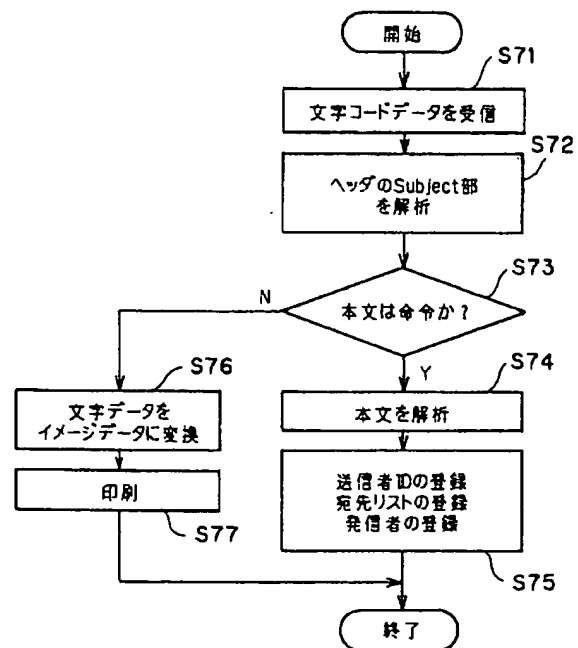 開始
S71
文字コードデータを受信
S72
ヘッダのSubject部
を解析
S73
本文は命令か?
N
Y
S76
文字データを
イメージデータに変換
S74
本文を解析
印刷
S77
送信者IDの登録
宛先リストの登録
発信者の登録
S75
終了